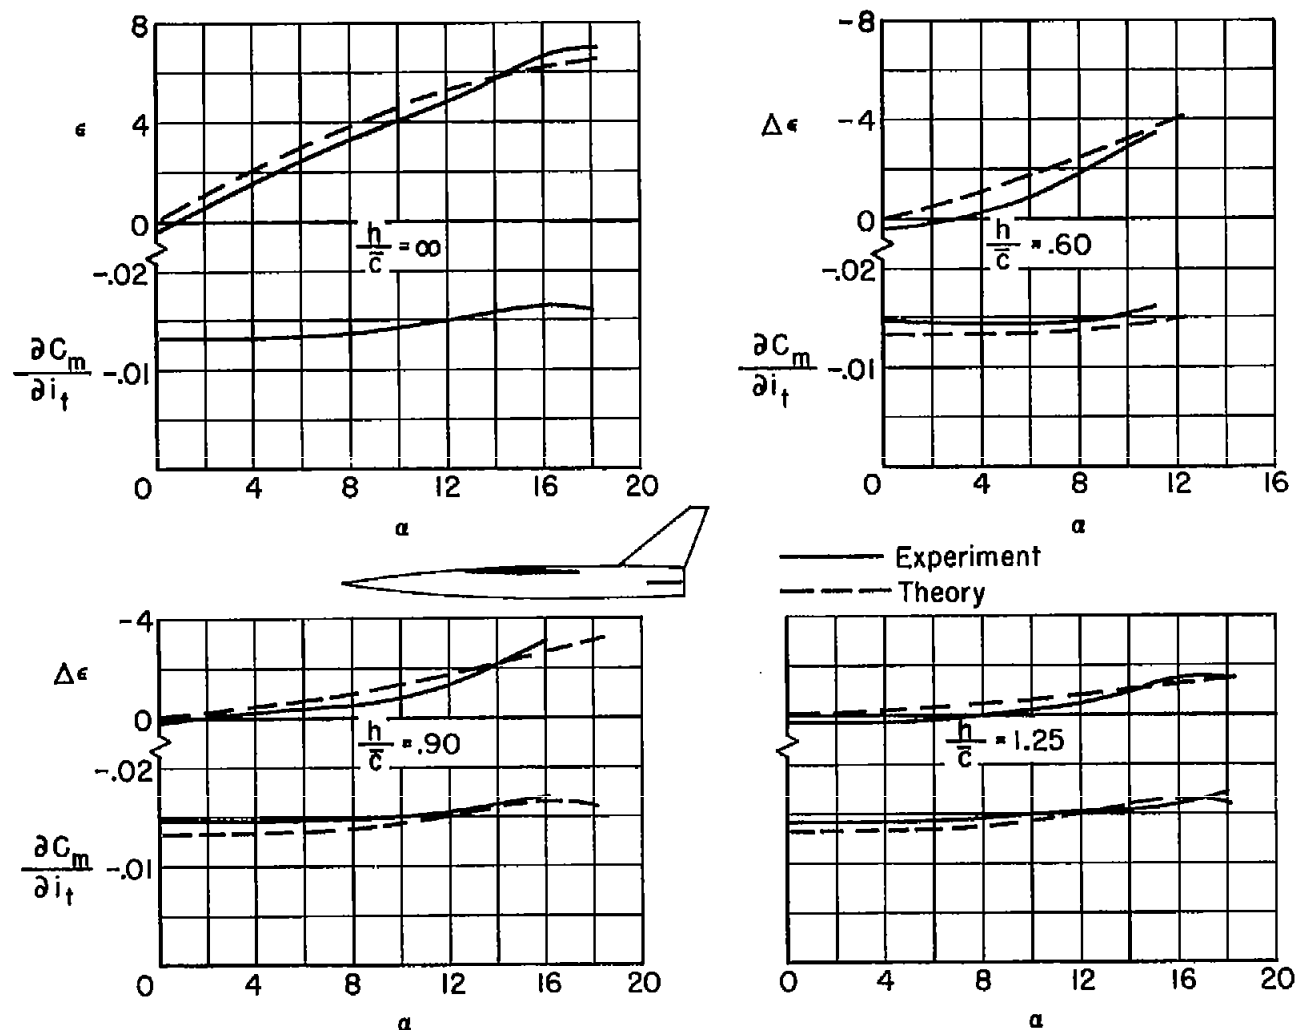 8
ϵ
4
0
h/c̄ = ∞
-.02
∂Cm/∂it
-.01
0 4 8 12 16 20
α
-8
Δϵ
-4
0
h/c̄ = .60
-.02
∂Cm/∂it
-.01
0 4 8 12 16
α
Experiment
Theory
-4
Δϵ
0
h/c̄ = .90
-.02
∂Cm/∂it
-.01
0 4 8 12 16 20
α
h/c̄ = 1.25
0 4 8 12 16 20
α